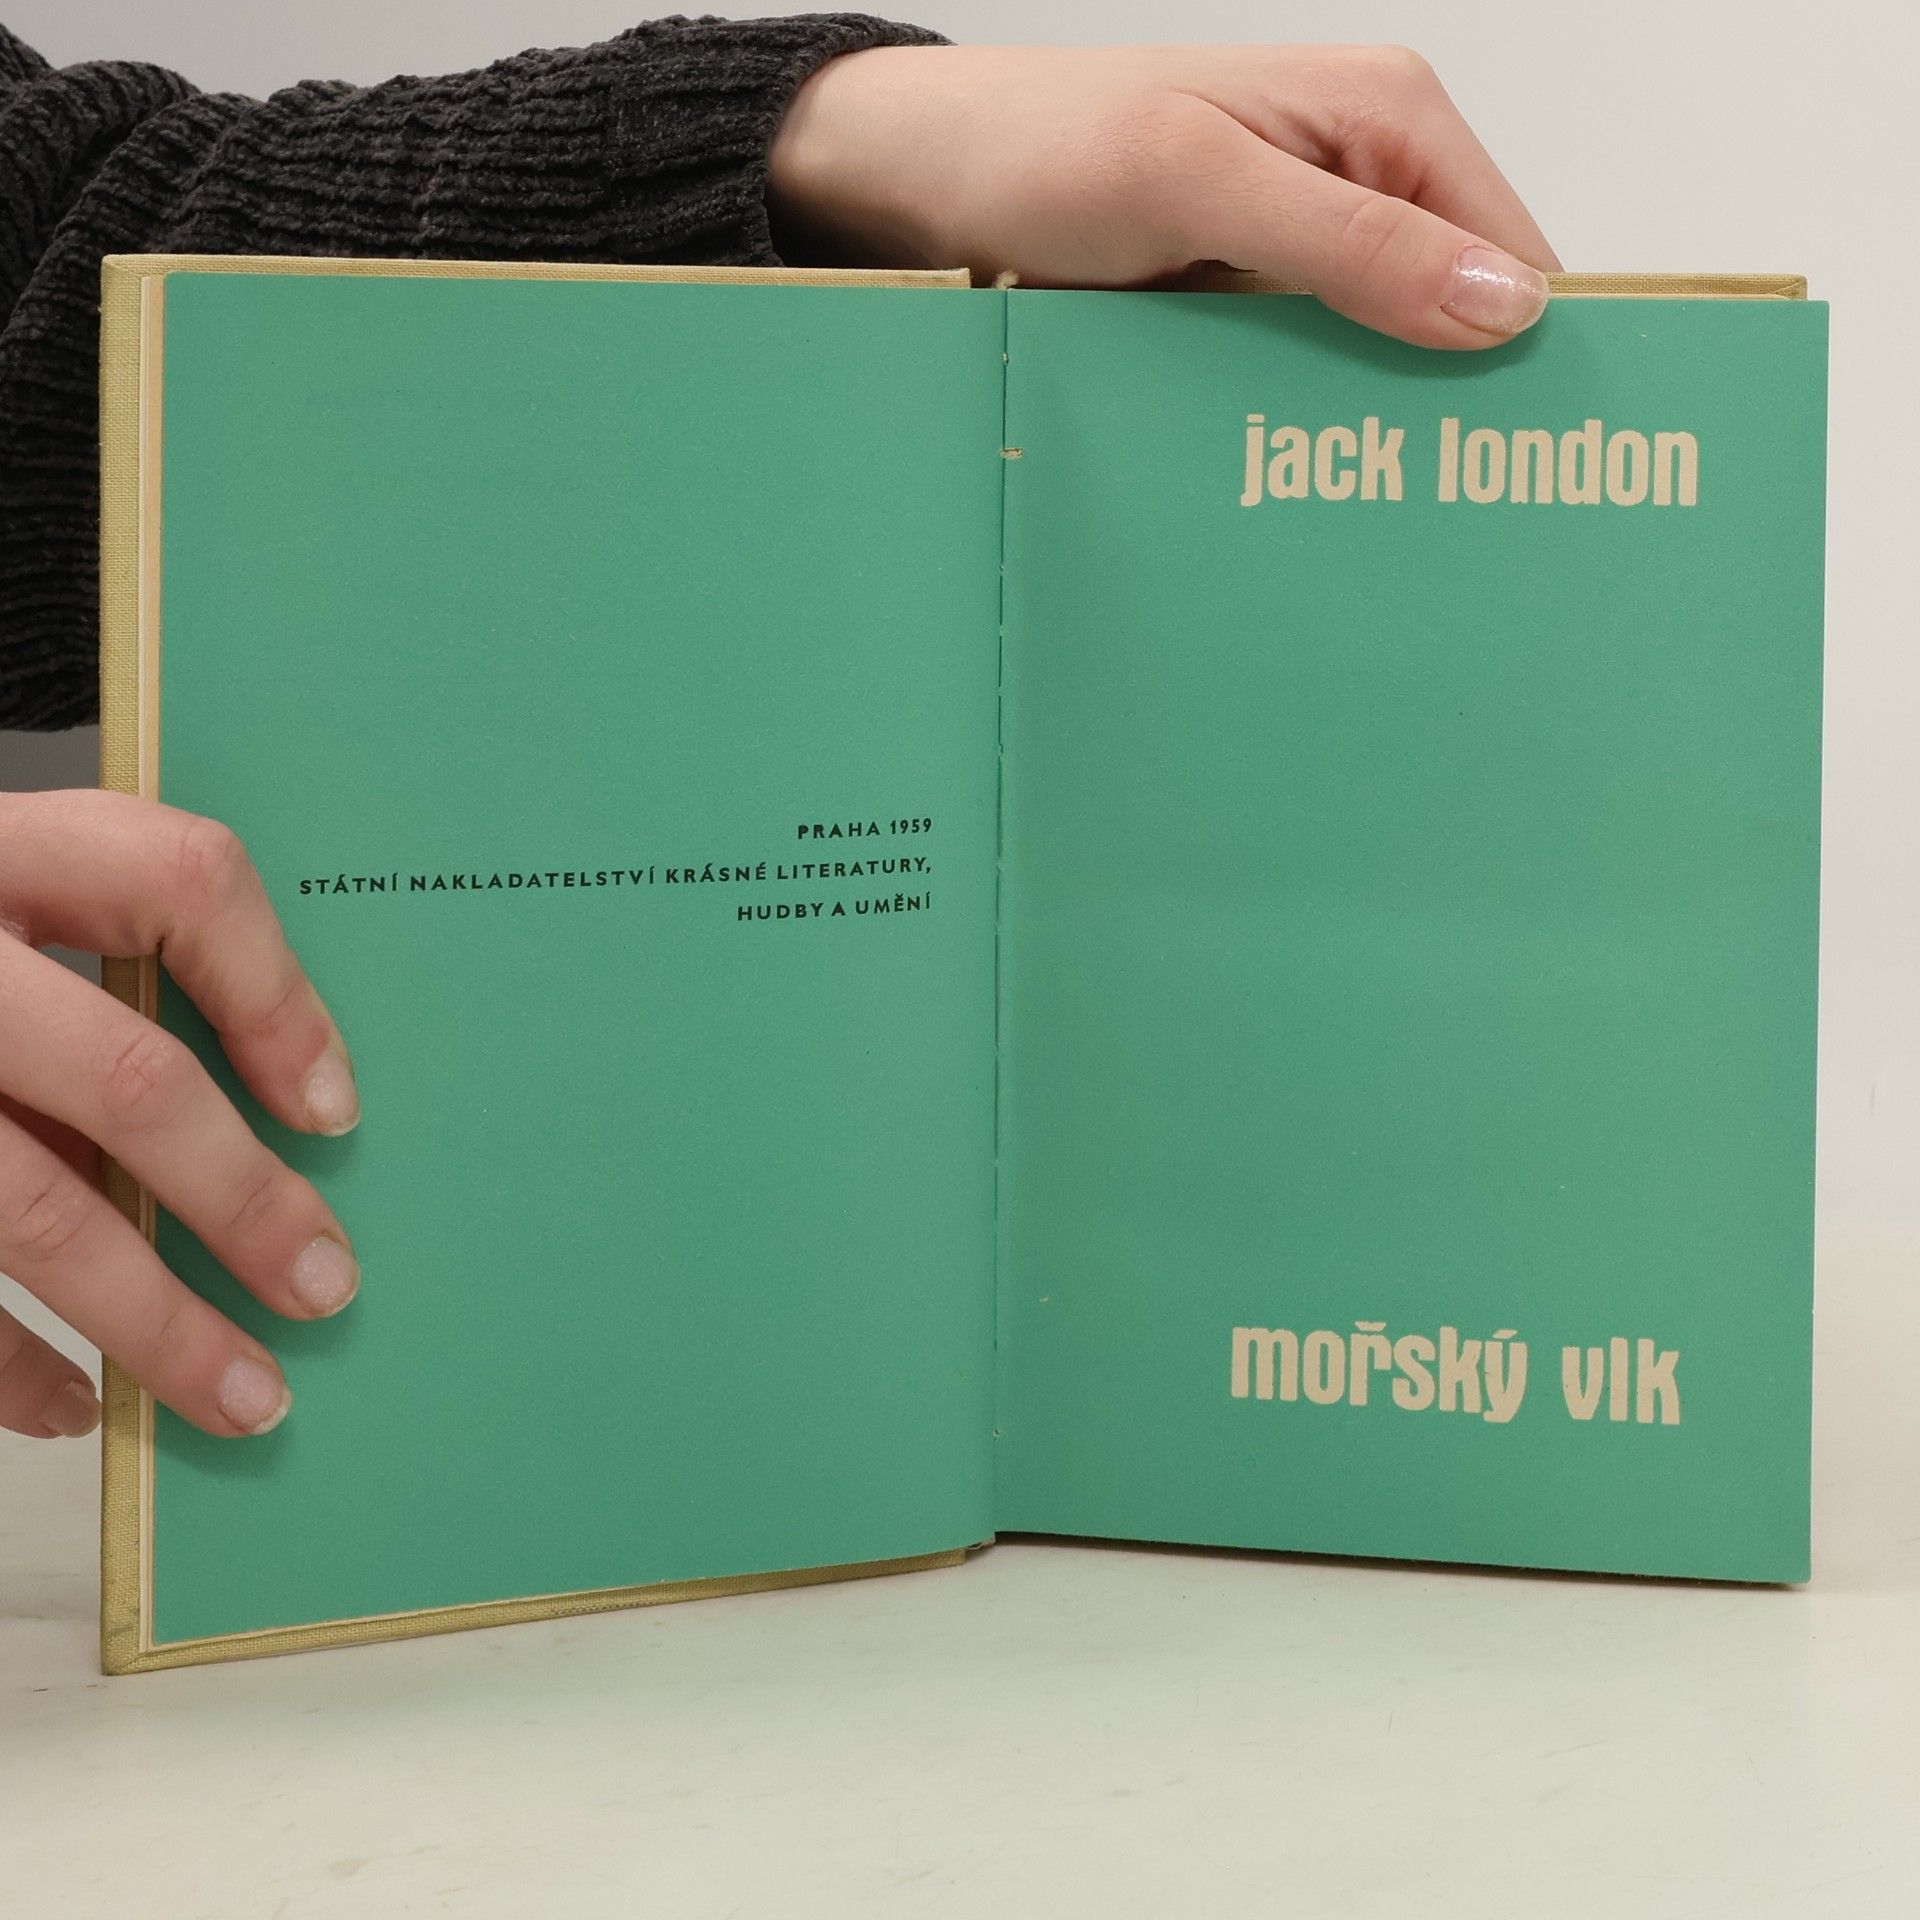 PRAHA 1959
STÁTNÍ NAKLADATELSTVÍ KRÁSNÉ LITERATURY,
HUDBY A UMĚNÍ
jack london
mořský vlk